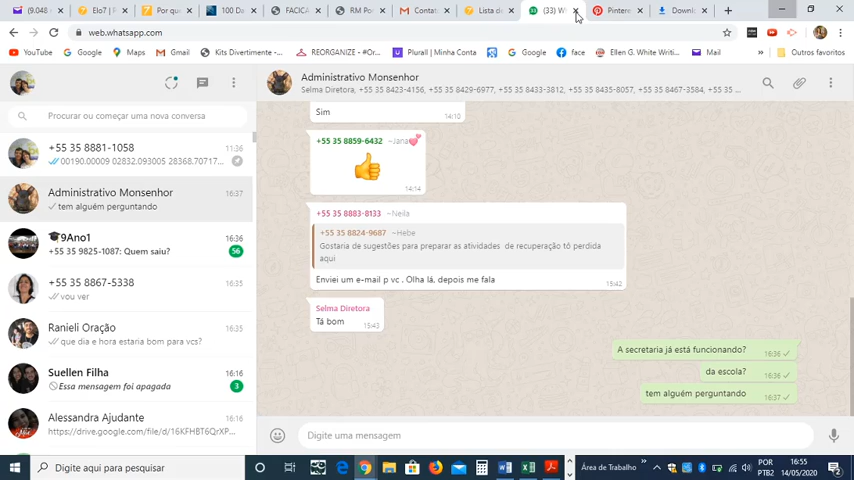 (9.048
Elo7 |
Por que
100 Da
FACICA
RM Por
Contat
Lista de
(33) W
Pintere
Downl
web.whatsapp.com
YouTube
Kits Divertimente -...
REORGANIZE - #Or...
Plurall | Minha Conta
E-books
face
Ellen G. White Writi...
Mail
Outros favoritos
Administrativo Monsenhor
Selma Diretora, +55 35 8423-4156, +55 35 8429-6977, +55 35 8433-3812, +55 35 8435-8057, +55 35 8467-3584, +55 35 ...
Procurar ou começar uma nova conversa
+55 35 8881-1058
11:36
00190.00009 02832.093005 28368.70717...
Administrativo Monsenhor
16:37
tem alguém perguntando
9Ano1
16:36
+55 35 9825-1087: Quem saiu?
56
+55 35 8867-5338
16:35
vou ver
Ranieli Oração
16:35
que dia e hora estaria bom para vcs?
Suellen Filha
16:16
Essa mensagem foi apagada
3
Alessandra Ajudante
16:16
https://drive.google.com/file/d/16KFHBT6QrXP...
Sim
14:10
+55 35 8859-6432 ~Jana
14:14
+55 35 8883-8133 ~Neila
+55 35 8824-9687 ~Hebe
Gostaria de sugestões para preparar as atividades de recuperação tô perdida
aqui
Enviei um e-mail p vc . Olha lá, depois me fala
15:42
Selma Diretora
Tá bom
15:43
A secretaria já está funcionando?
16:36
da escola?
16:36
tem alguém perguntando
16:37
Digite uma mensagem
Digite aqui para pesquisar
Área de Trabalho
POR
PTB2
16:55
14/05/2020